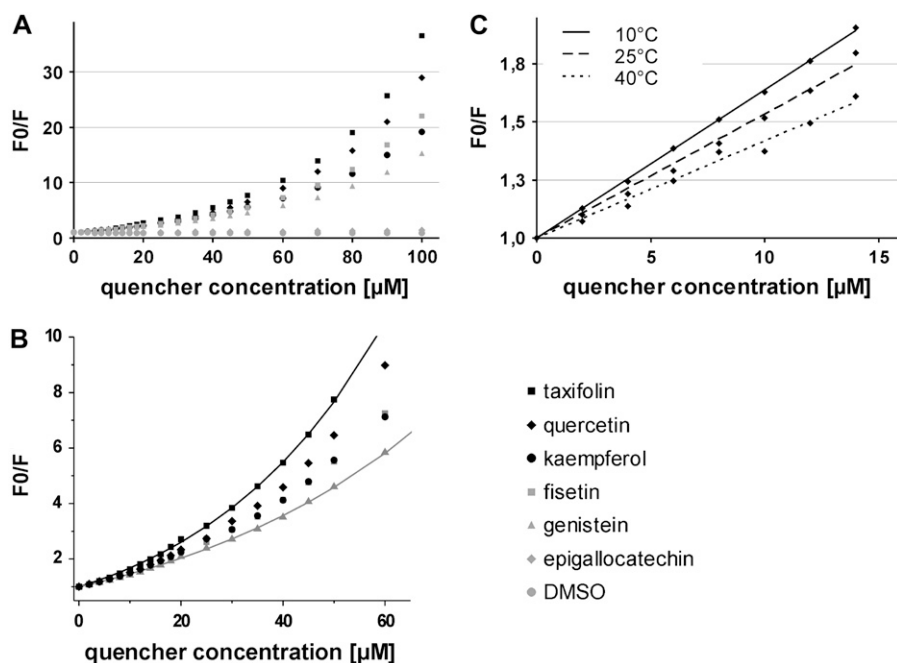 A
F0/F
30
20
10
0
0 20 40 60 80 100
quencher concentration [µM]
C
10°C
25°C
40°C
F0/F
1,8
1,5
1,3
1,0
0 5 10 15
quencher concentration [µM]
B
F0/F
10
8
6
4
2
0 20 40 60
quencher concentration [µM]
taxifolin
quercetin
kaempferol
fisetin
genistein
epigallocatechin
DMSO